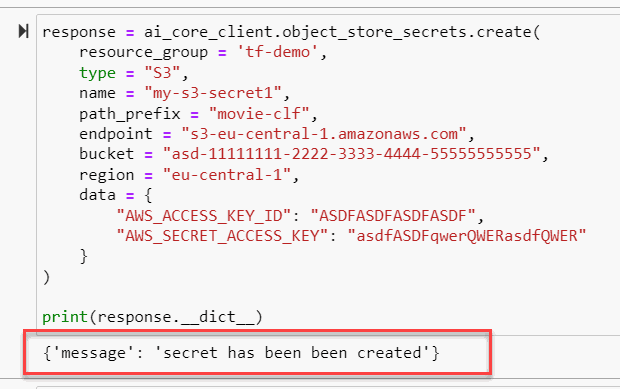 response = ai_core_client.object_store_secrets.create(
    resource_group = 'tf-demo',
    type = "S3",
    name = "my-s3-secret1",
    path_prefix = "movie-clf",
    endpoint = "s3-eu-central-1.amazonaws.com",
    bucket = "asd-11111111-2222-3333-4444-55555555555",
    region = "eu-central-1",
    data = {
        "AWS_ACCESS_KEY_ID": "ASDFASDFASDFASDF",
        "AWS_SECRET_ACCESS_KEY": "asdfASDFqwerQWERasdfQWER"
    }
)
print(response.__dict__)
{'message': 'secret has been been created'}